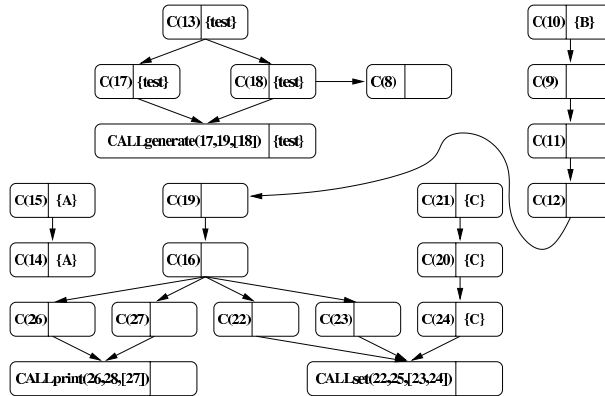 C(13) {test}
C(10) {B}
C(17) {test}
C(18) {test}
C(8)
C(9)
CALLgenerate(17,19,[18]) {test}
C(11)
C(15) {A}
C(19)
C(21) {C}
C(12)
C(14) {A}
C(16)
C(20) {C}
C(26)
C(27)
C(22)
C(23)
C(24) {C}
CALLprint(26,28,[27])
CALLset(22,25,[23,24])